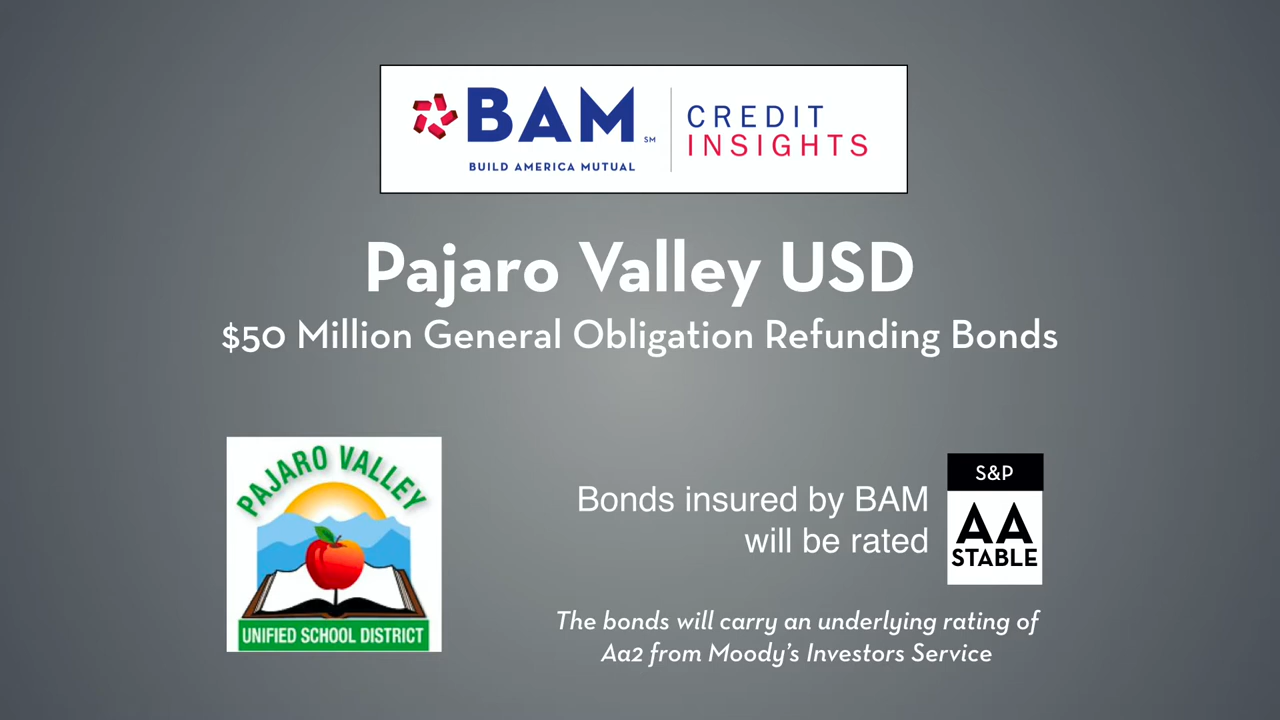 BAM SM
BUILD AMERICA MUTUAL
CREDIT
INSIGHTS
Pajaro Valley USD
$50 Million General Obligation Refunding Bonds
PAJARO VALLEY
UNIFIED SCHOOL DISTRICT
Bonds insured by BAM
will be rated
S&P
AA
STABLE
The bonds will carry an underlying rating of
Aa2 from Moody's Investors Service